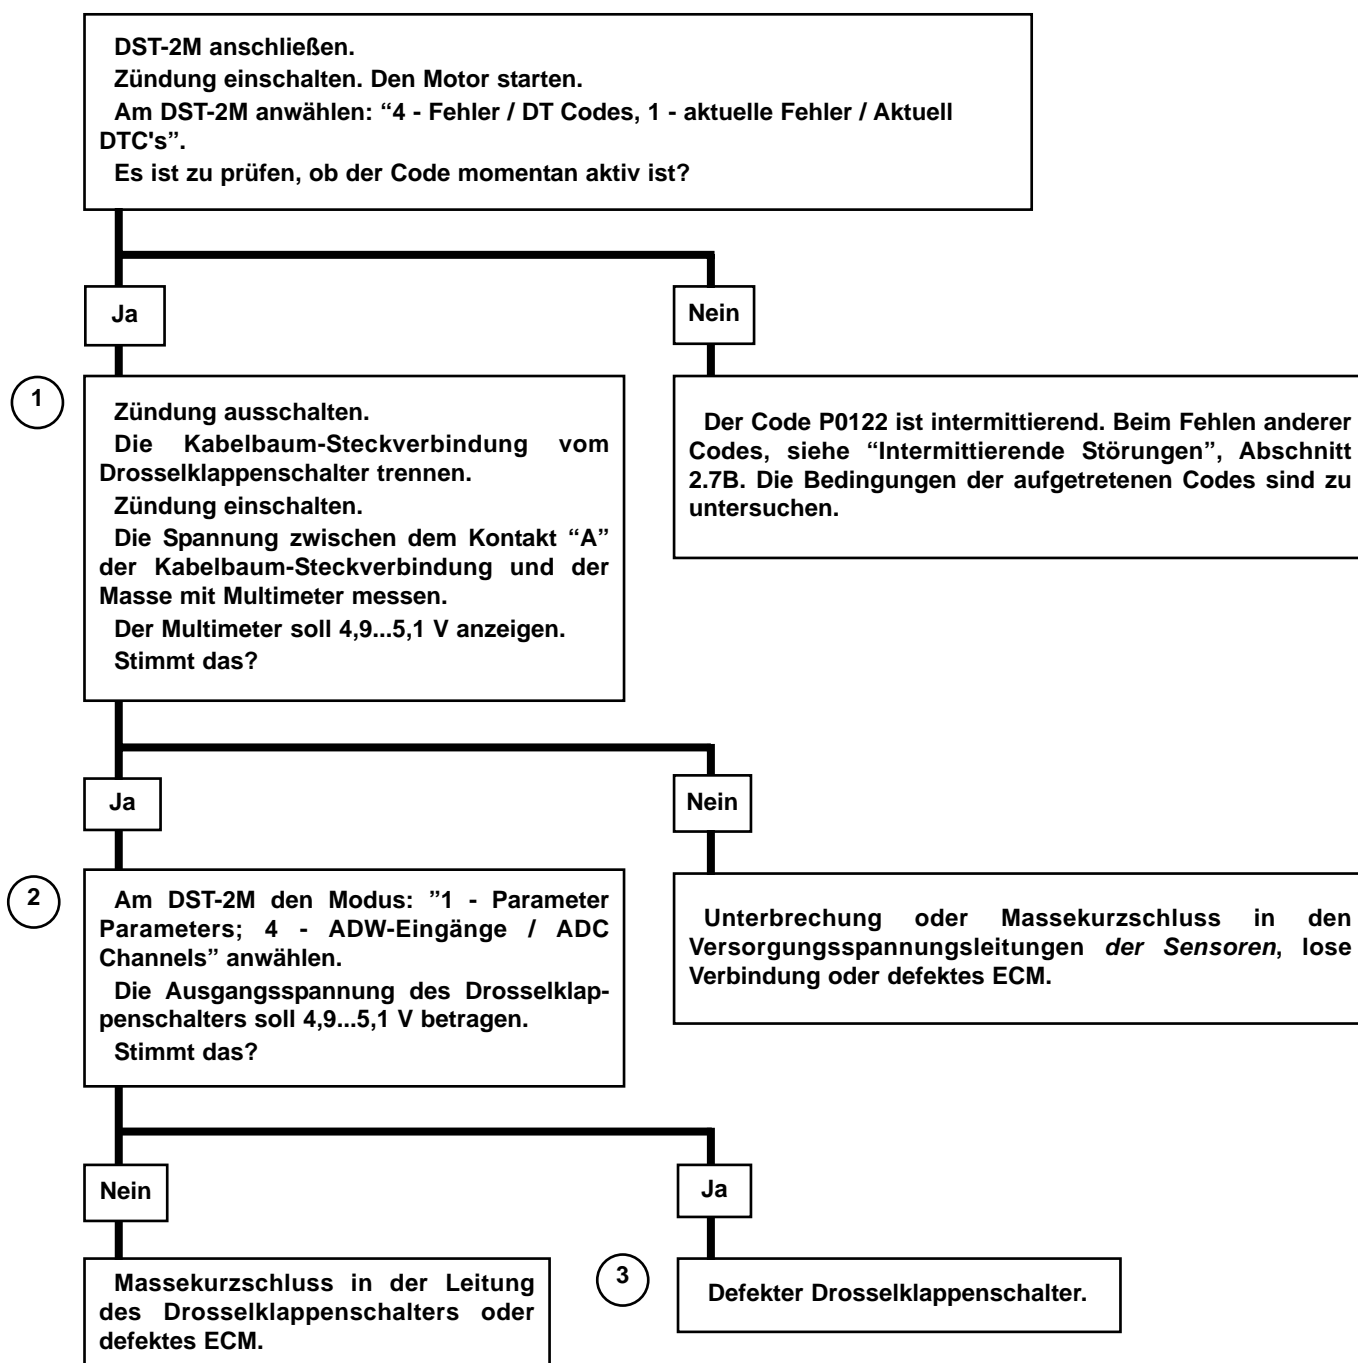 DST-2M anschließen.
Zündung einschalten. Den Motor starten.
Am DST-2M anwählen: “4 - Fehler / DT Codes, 1 - aktuelle Fehler / Aktuell
DTC's”.
Es ist zu prüfen, ob der Code momentan aktiv ist?
Ja
Nein
1
Zündung ausschalten.
Die Kabelbaum-Steckverbindung vom
Drosselklappenschalter trennen.
Zündung einschalten.
Die Spannung zwischen dem Kontakt “A”
der Kabelbaum-Steckverbindung und der
Masse mit Multimeter messen.
Der Multimeter soll 4,9...5,1 V anzeigen.
Stimmt das?
Der Code P0122 ist intermittierend. Beim Fehlen anderer
Codes, siehe “Intermittierende Störungen”, Abschnitt
2.7B. Die Bedingungen der aufgetretenen Codes sind zu
untersuchen.
Ja
Nein
2
Am DST-2M den Modus: ”1 - Parameter
Parameters; 4 - ADW-Eingänge / ADC
Channels” anwählen.
Die Ausgangsspannung des Drosselklap-
penschalters soll 4,9...5,1 V betragen.
Stimmt das?
Unterbrechung oder Massekurzschluss in den
Versorgungsspannungsleitungen der Sensoren, lose
Verbindung oder defektes ECM.
Nein
Ja
Massekurzschluss in der Leitung
des Drosselklappenschalters oder
defektes ECM.
3
Defekter Drosselklappenschalter.